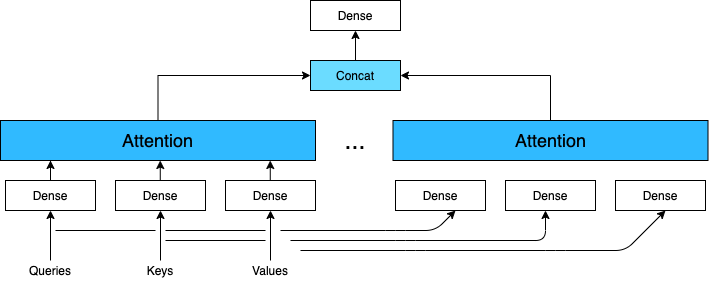 Dense
Concat
Attention ... Attention
Dense Dense Dense Dense Dense Dense
Queries Keys Values